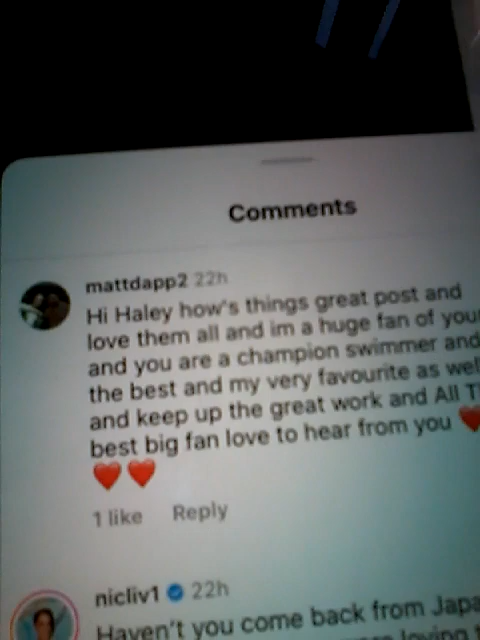 Comments
mattdapp2 22h
Hi Haley how's things great post and
love them all and im a huge fan of
and you are a champion swimmer and
the best and my very favourite as
and keep up the great work and All
best big fan love to hear from you ❤️
❤️❤️
1 like Reply
nicliv1 22h
Haven't you come back from